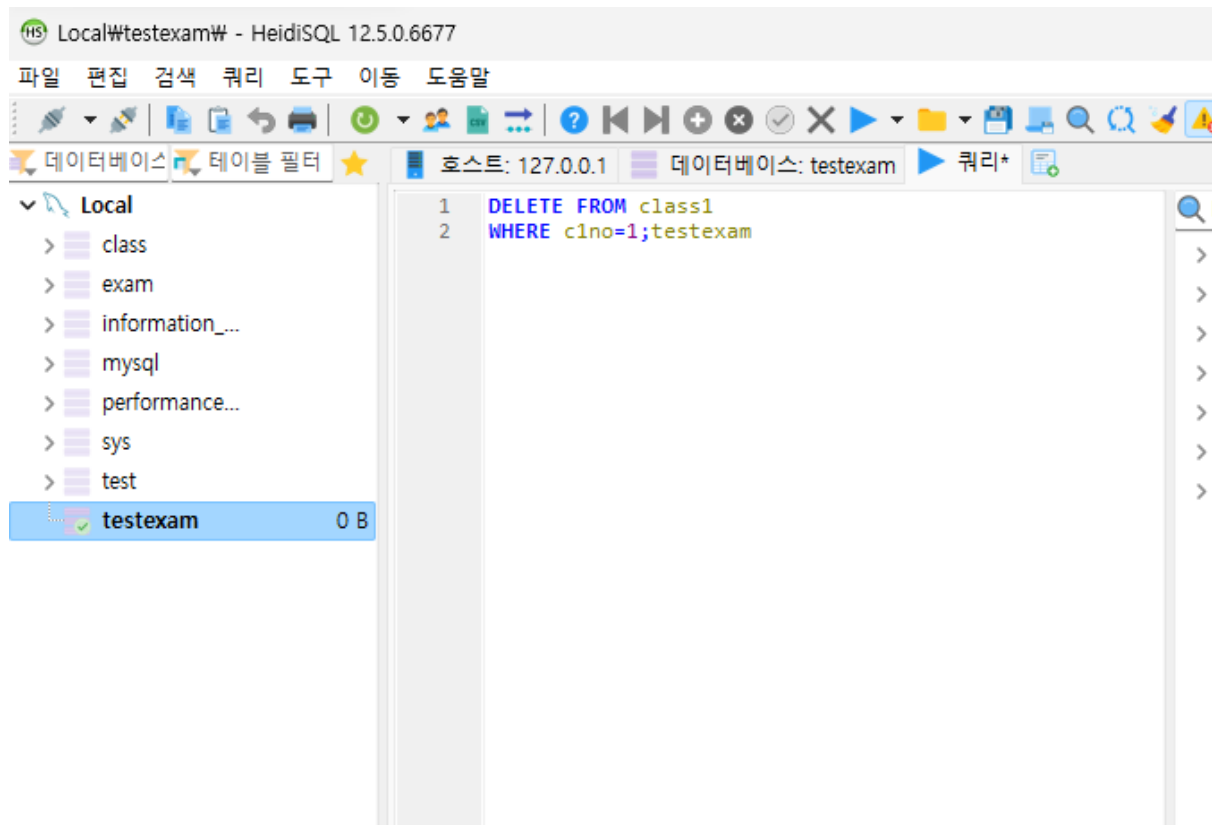 Local₩testexam₩ - HeidiSQL 12.5.0.6677
파일 편집 검색 쿼리 도구 이동 도움말
데이터베이스 테이블 필터 호스트: 127.0.0.1 데이터베이스: testexam 쿼리*
Local
1 DELETE FROM class1
2 WHERE c1no=1;testexam
class
exam
information_...
mysql
performance...
sys
test
testexam 0 B